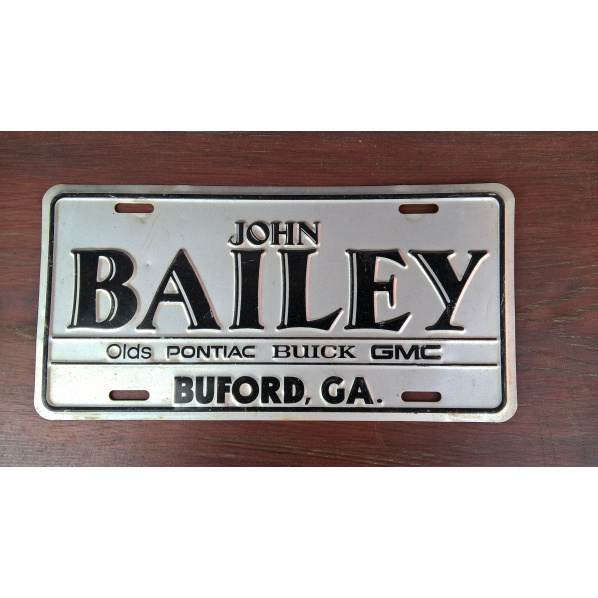 JOHN
BAILEY
Olds PONTIAC BUICK GMC
BUFORD, GA.